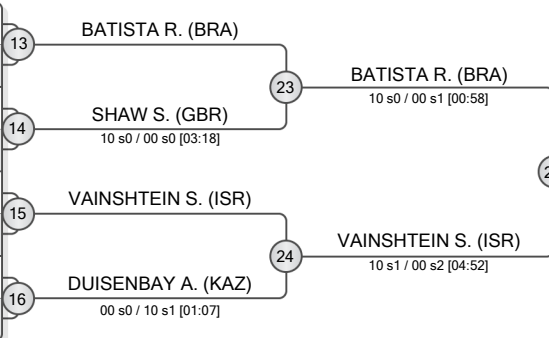 13
BATISTA R. (BRA)
14
SHAW S. (GBR)
10 s0 / 00 s0 [03:18]
23
BATISTA R. (BRA)
10 s0 / 00 s1 [00:58]
15
VAINSHTEIN S. (ISR)
16
DUISENBAY A. (KAZ)
00 s0 / 10 s1 [01:07]
24
VAINSHTEIN S. (ISR)
10 s1 / 00 s2 [04:52]